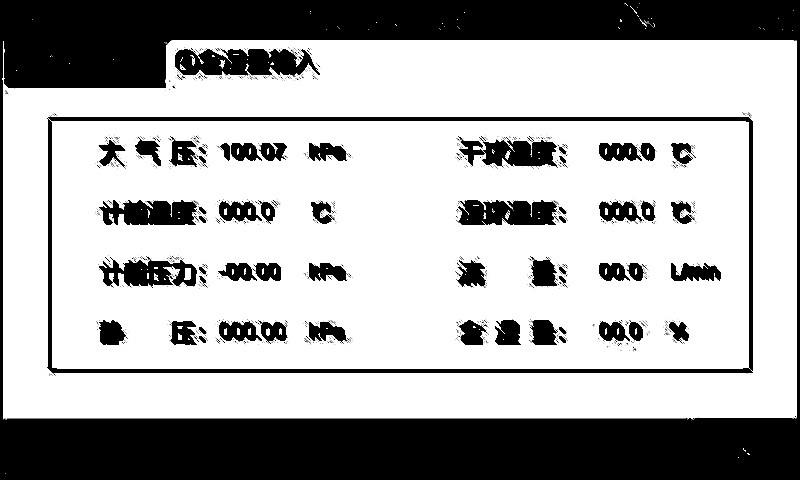 ①含湿量输入
大 气 压: 100.07 kPa 干球温度: 000.0 ℃
计前温度: 000.0 ℃ 湿球温度: 000.0 ℃
计前压力: -00.00 kPa 流 量: 00.0 L/min
静 压: 000.00 kPa 含 湿 量: 00.0 %